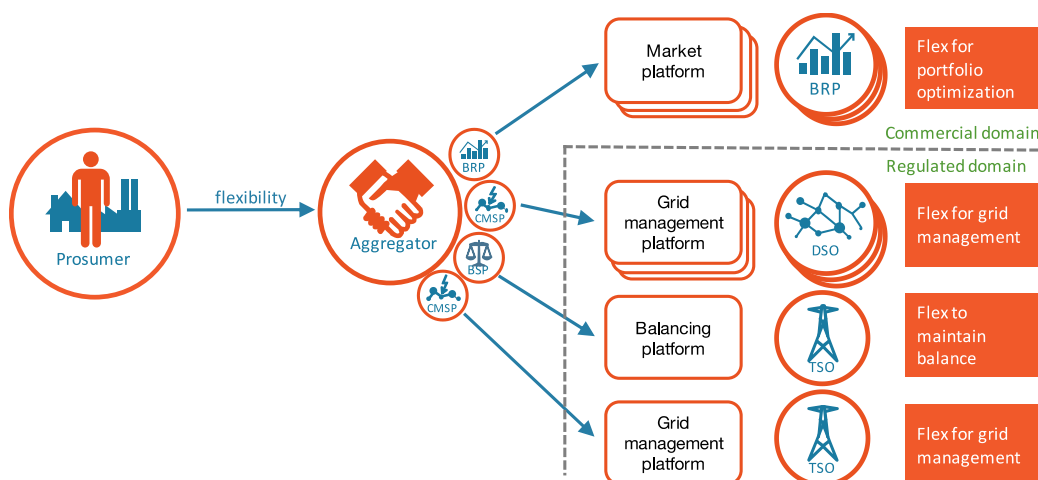 Prosumer
flexibility
Aggregator
BRP
CMSP
BSP
CMSP
Market
platform
BRP
Flex for
portfolio
optimization
Commercial domain
Regulated domain
Grid
management
platform
DSO
Flex for grid
management
Balancing
platform
TSO
Flex to
maintain
balance
Grid
management
platform
TSO
Flex for grid
management